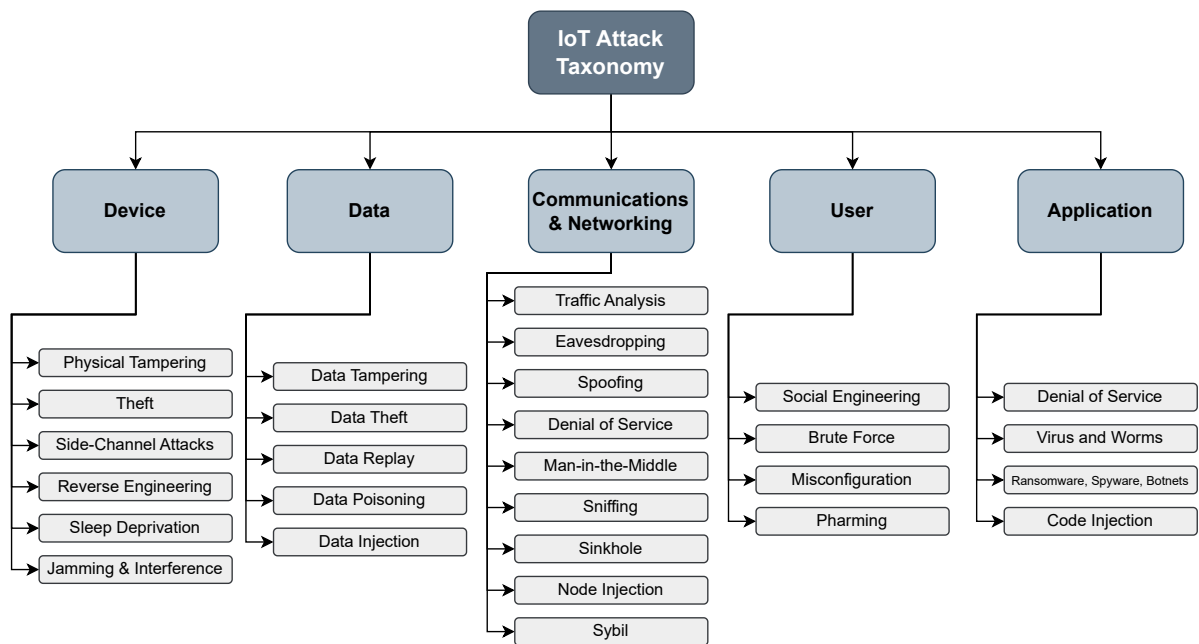 IoT Attack
Taxonomy
Device
Data
Communications
& Networking
User
Application
Physical Tampering
Theft
Side-Channel Attacks
Reverse Engineering
Sleep Deprivation
Jamming & Interference
Data Tampering
Data Theft
Data Replay
Data Poisoning
Data Injection
Traffic Analysis
Eavesdropping
Spoofing
Denial of Service
Man-in-the-Middle
Sniffing
Sinkhole
Node Injection
Sybil
Social Engineering
Brute Force
Misconfiguration
Pharming
Denial of Service
Virus and Worms
Ransomware, Spyware, Botnets
Code Injection